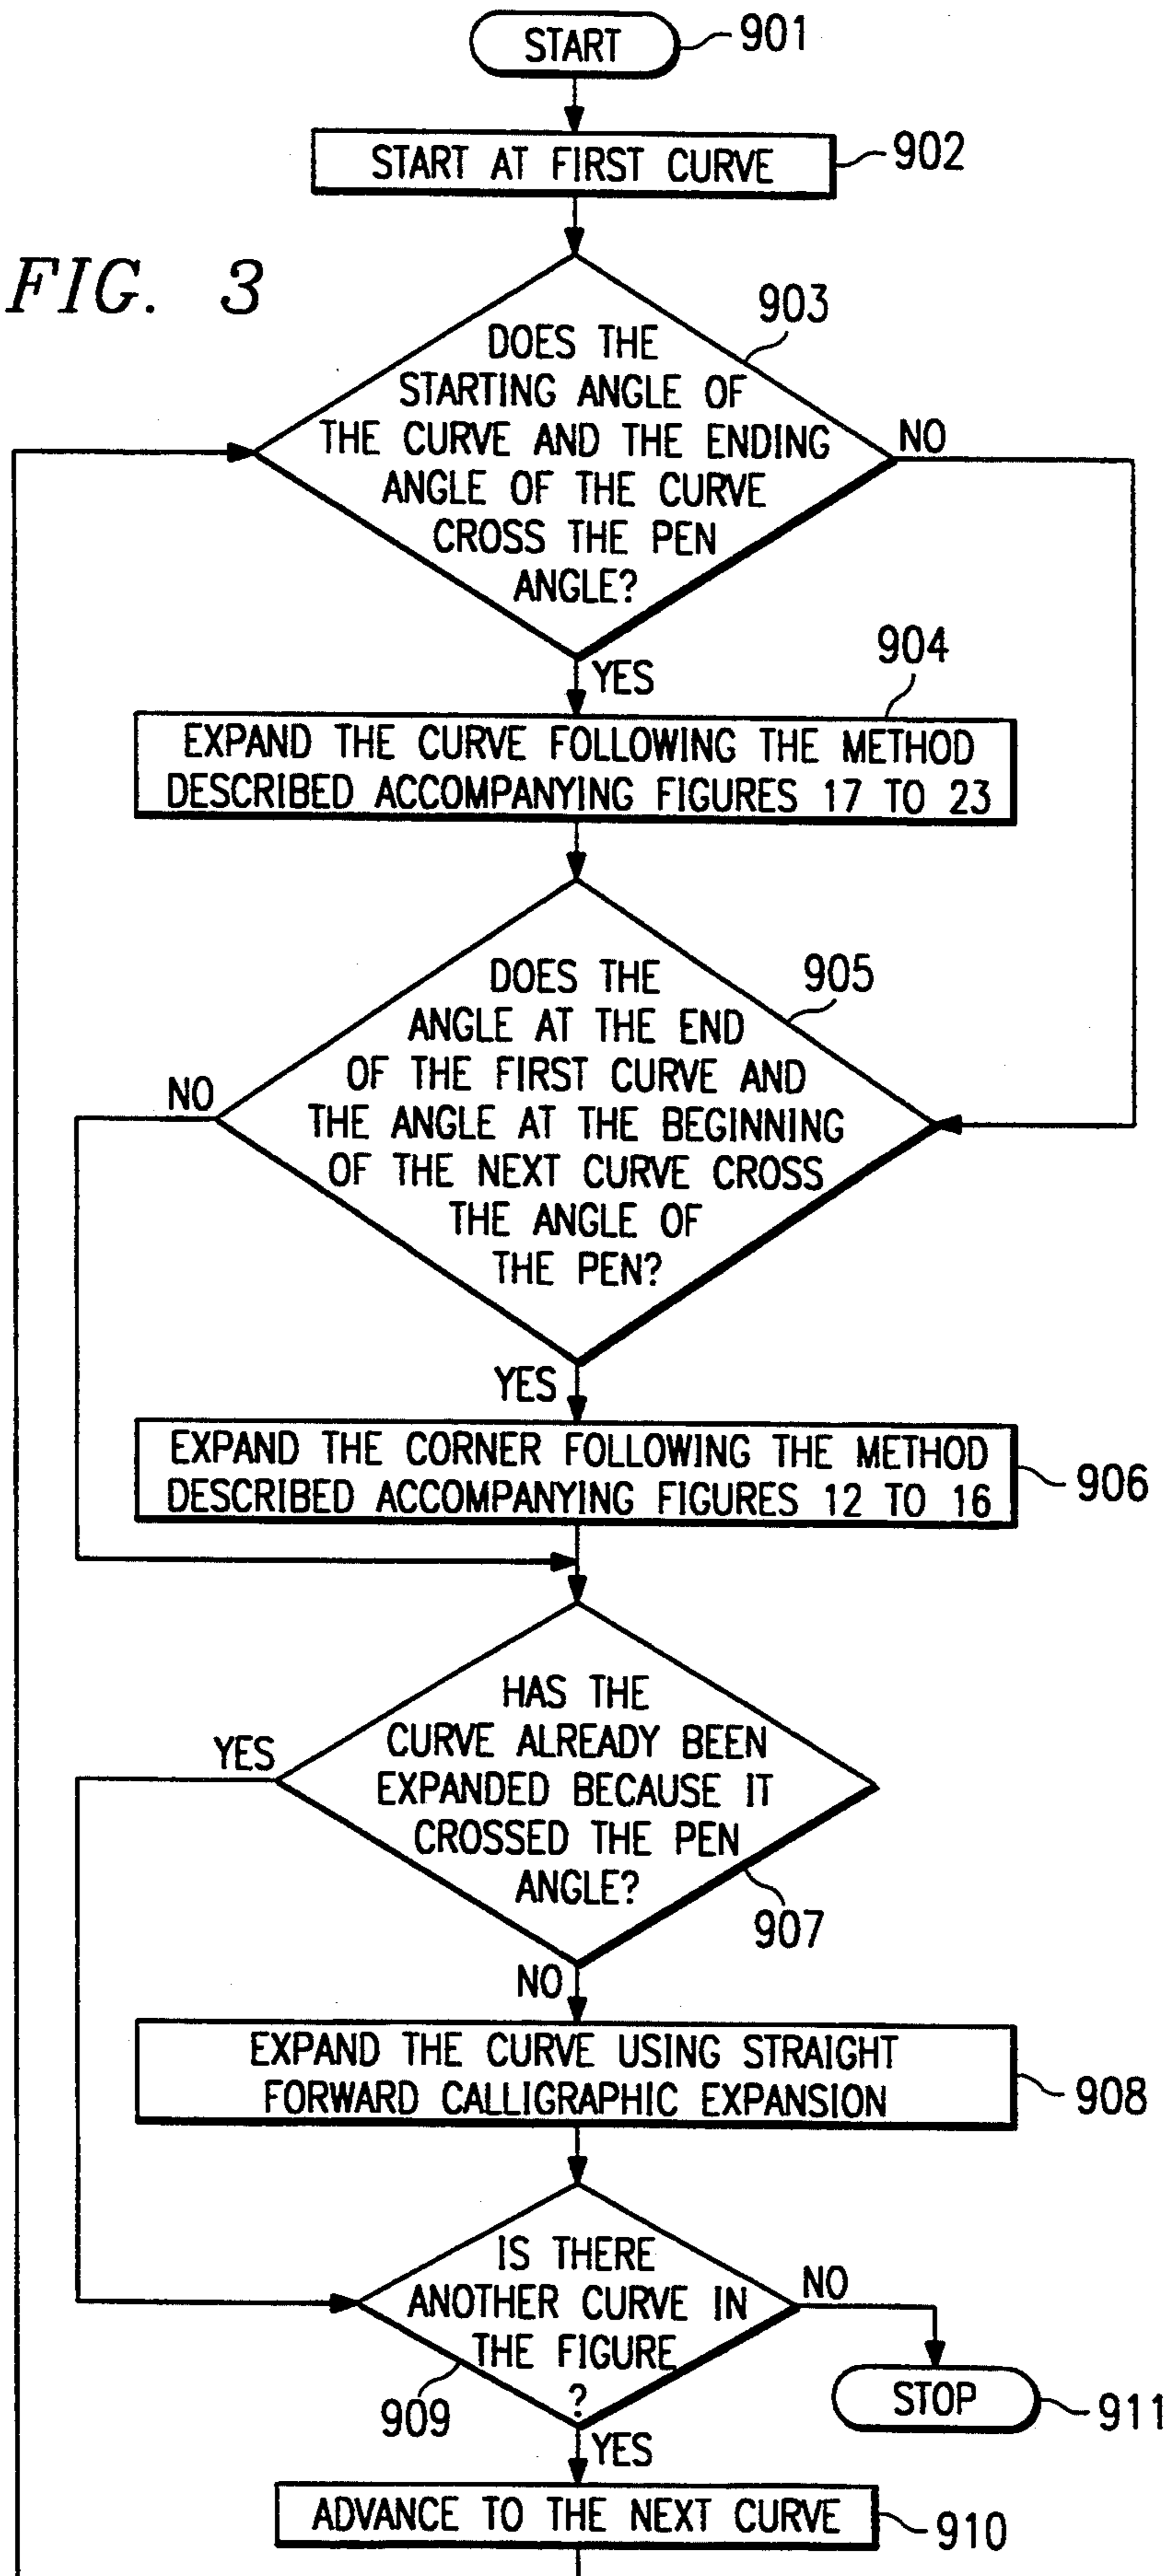 START
901
START AT FIRST CURVE
902
FIG. 3
903
DOES THE
STARTING ANGLE OF
THE CURVE AND THE ENDING
ANGLE OF THE CURVE
CROSS THE PEN
ANGLE?
NO
YES
904
EXPAND THE CURVE FOLLOWING THE METHOD
DESCRIBED ACCOMPANYING FIGURES 17 TO 23
905
DOES THE
ANGLE AT THE END
OF THE FIRST CURVE AND
THE ANGLE AT THE BEGINNING
OF THE NEXT CURVE CROSS
THE ANGLE OF
THE PEN?
NO
YES
EXPAND THE CORNER FOLLOWING THE METHOD
DESCRIBED ACCOMPANYING FIGURES 12 TO 16
906
HAS THE
CURVE ALREADY BEEN
EXPANDED BECAUSE IT
CROSSED THE PEN
ANGLE?
YES
907
NO
EXPAND THE CURVE USING STRAIGHT
FORWARD CALLIGRAPHIC EXPANSION
908
IS THERE
ANOTHER CURVE IN
THE FIGURE
?
NO
909
STOP
911
YES
ADVANCE TO THE NEXT CURVE
910